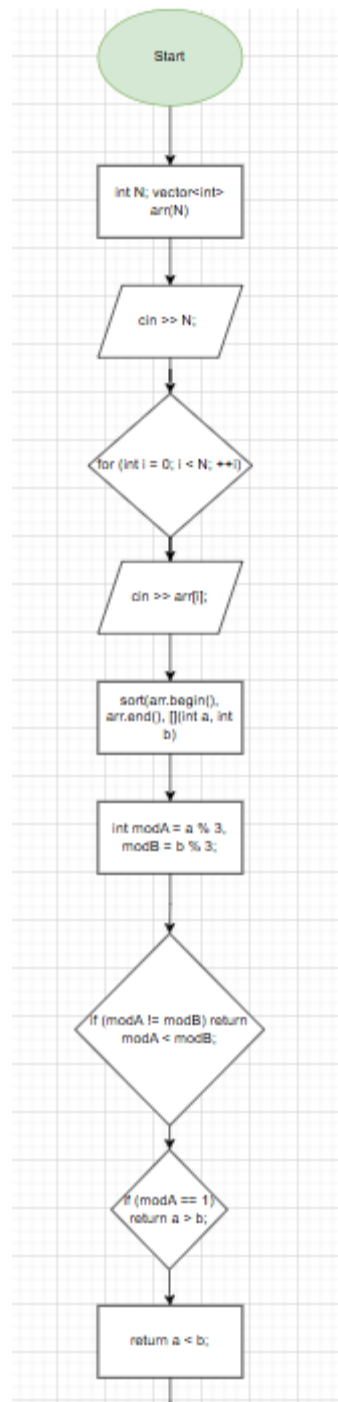 Start
int N; vector<int>
arr(N)
cin >> N;
for (int i = 0; i < N; ++i)
cin >> arr[i];
sort(arr.begin(),
arr.end(), [](int a, int
b)
int modA = a % 3,
modB = b % 3;
if (modA != modB) return
modA < modB;
if (modA == 1)
return a > b;
return a < b;